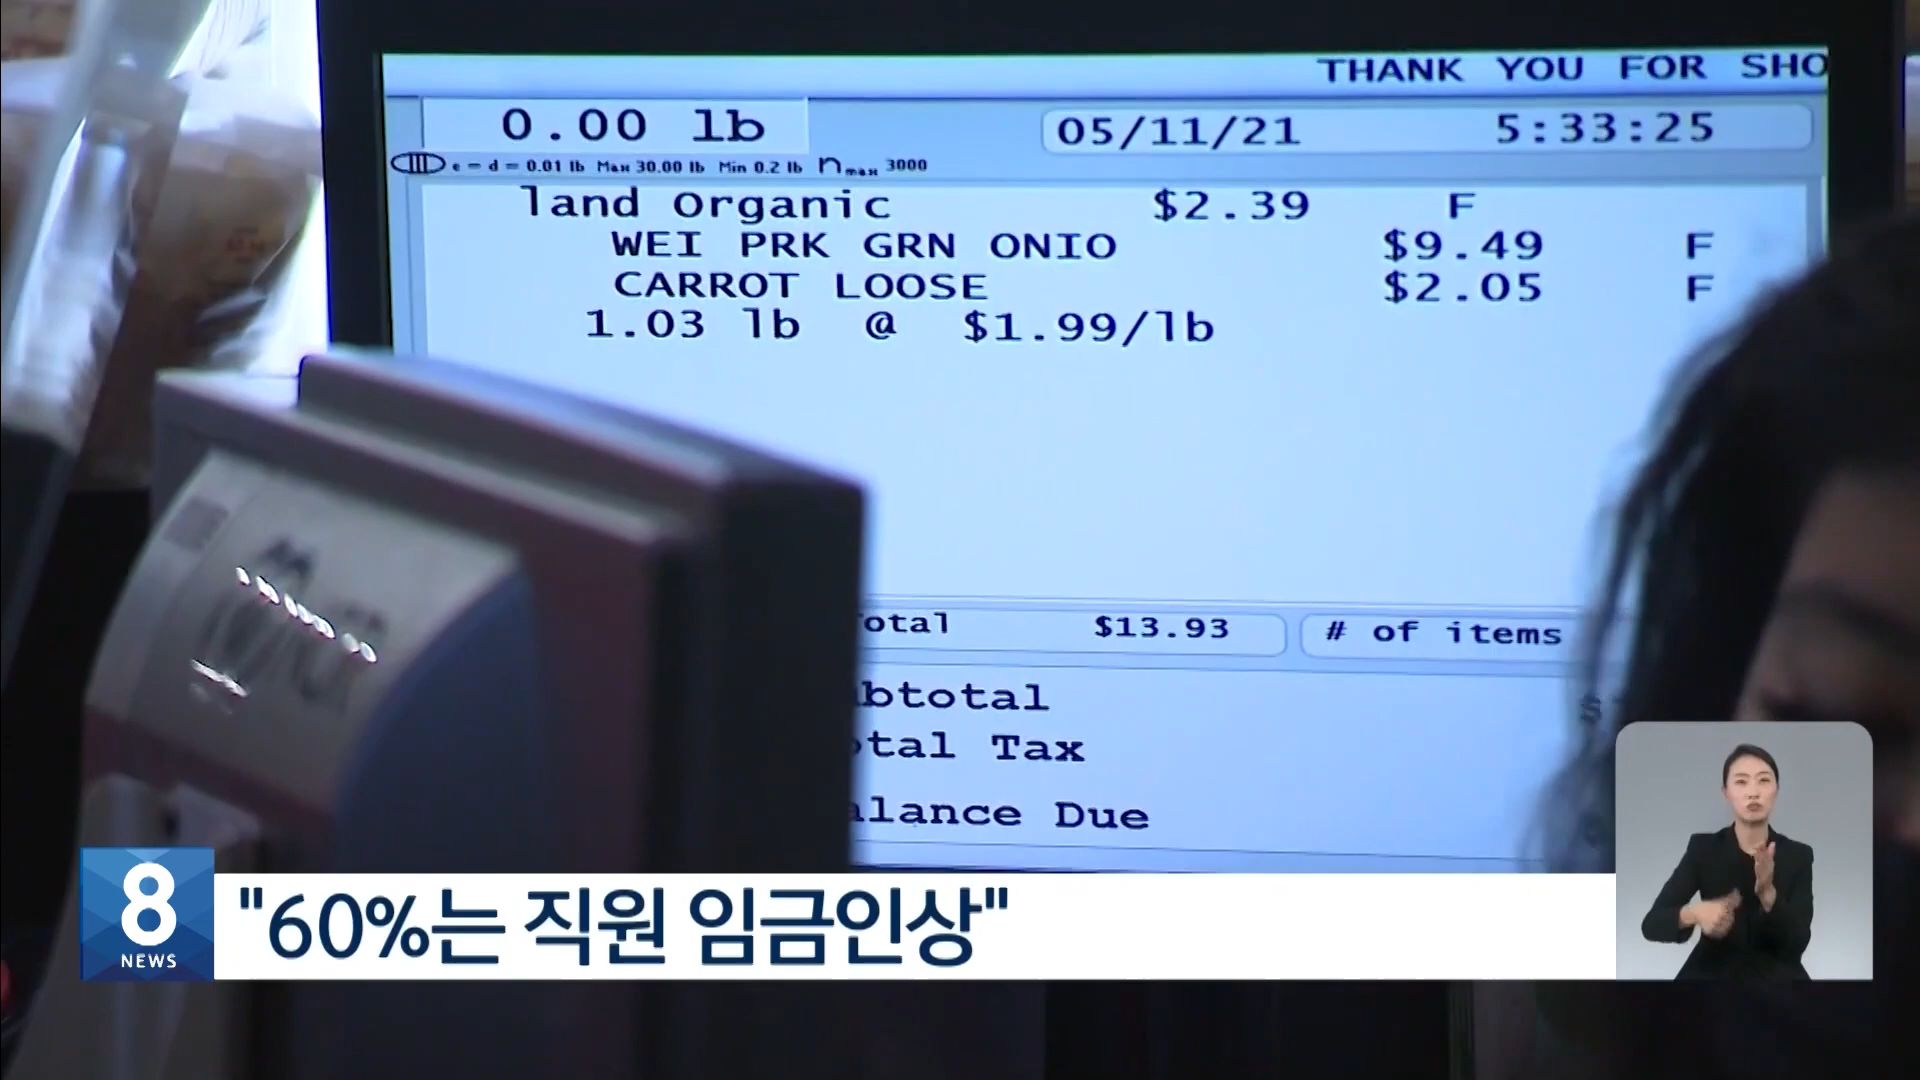 THANK YOU FOR SHO
0.00 lb
05/11/21 5:33:25
e = d = 0.01 lb Max 30.00 lb Min 0.2 lb n max 3000
land Organic $2.39 F
WEI PRK GRN ONIO $9.49 F
CARROT LOOSE $2.05 F
1.03 lb @ $1.99/lb
otal $13.93 # of items
btotal
tal Tax
alance Due
8 NEWS
"60%는 직원 임금인상"